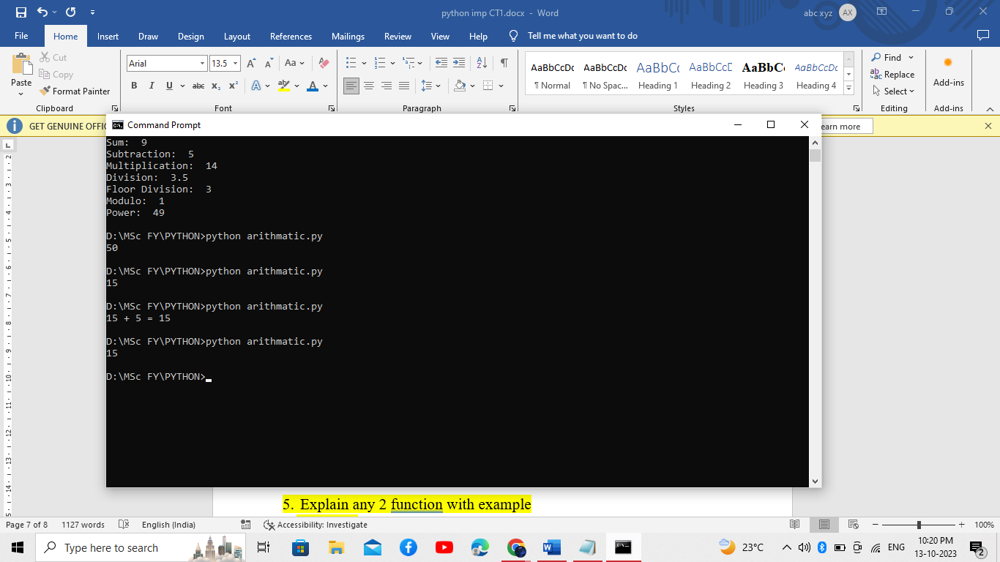 python imp CT1.docx - Word
abc xyz AX
File Home Insert Draw Design Layout References Mailings Review View Help Tell me what you want to do
Paste
Cut
Copy
Format Painter
Clipboard
Arial 13.5
Aa
B I U abc x₂ x² A aby A
Font
Paragraph
AaBbCcDc AaBbCcDc AaBbCc AaBbCcD AaBbCc AaBbCcDc
¶ Normal ¶ No Spac... Heading 1 Heading 2 Heading 3 Heading 4
Styles
Find
Replace
Select
Editing
Add-ins
Add-ins
GET GENUINE OFFIC
earn more
Command Prompt
Sum:  9
Subtraction:  5
Multiplication:  14
Division:  3.5
Floor Division:  3
Modulo:  1
Power:  49
D:\MSc FY\PYTHON>python arithmatic.py
50
D:\MSc FY\PYTHON>python arithmatic.py
15
D:\MSc FY\PYTHON>python arithmatic.py
15 + 5 = 15
D:\MSc FY\PYTHON>python arithmatic.py
15
D:\MSc FY\PYTHON>
5. Explain any 2 function with example
Page 7 of 8 1127 words English (India) Accessibility: Investigate 100%
Type here to search
23°C
ENG
10:20 PM
13-10-2023
2